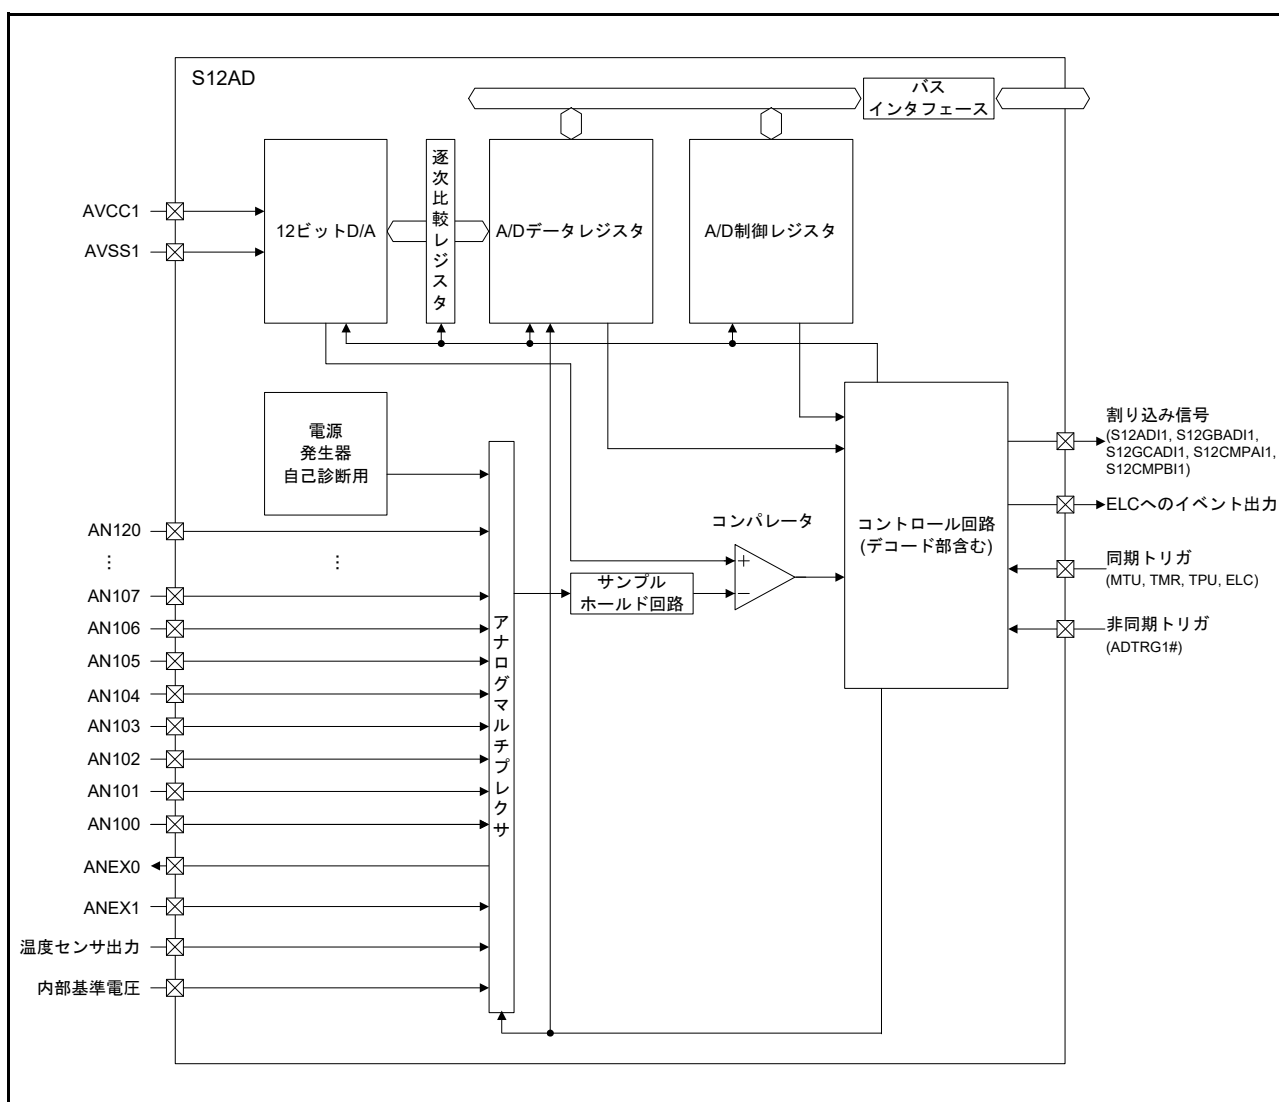 S12AD
バス
インタフェース
逐次比較レジスタ
AVCC1
12ビットD/A
A/Dデータレジスタ
A/D制御レジスタ
AVSS1
電源
発生器
自己診断用
割り込み信号
(S12ADI1, S12GBADI1,
S12GCADI1, S12CMPAI1,
S12CMPBI1)
ELCへのイベント出力
コンパレータ
コントロール回路
(デコード部含む)
同期トリガ
(MTU, TMR, TPU, ELC)
非同期トリガ
(ADTRG1#)
+
−
サンプル
ホールド回路
アナログマルチプレクサ
AN120
⋮
⋮
AN107
AN106
AN105
AN104
AN103
AN102
AN101
AN100
ANEX0
ANEX1
温度センサ出力
内部基準電圧